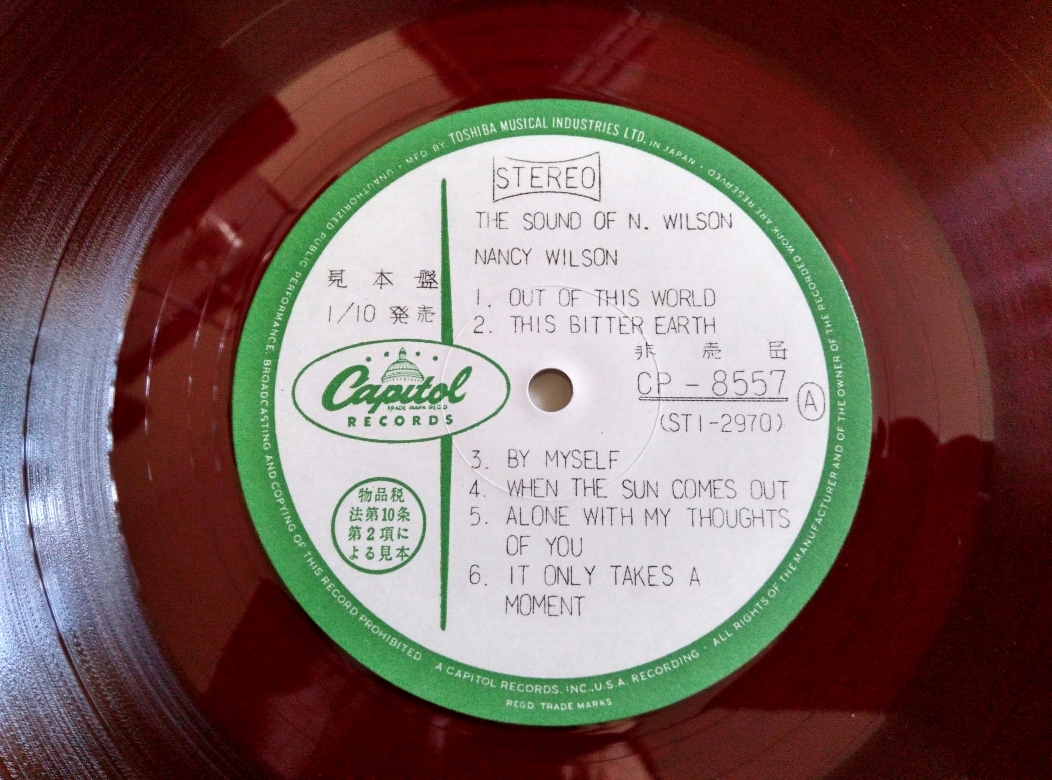 · MFD. BY TOSHIBA MUSICAL INDUSTRIES LTD. IN JAPAN · 
UNAUTHORIZED PUBLIC PERFORMANCE, BROADCASTING AND COPYING OF THIS RECORD PROHIBITED
A CAPITOL RECORDS, INC., U.S.A. RECORDING · ALL RIGHTS OF THE MANUFACTURER AND OF THE OWNER OF THE RECORDED WORK ARE RESERVED
REGD. TRADE MARKS
STEREO
THE SOUND OF N. WILSON
NANCY WILSON
見本盤
1/10 発売
1. OUT OF THIS WORLD
2. THIS BITTER EARTH
非売品
CP-8557
A
(ST1-2970)
Capitol
TRADE MARK REGD
RECORDS
3. BY MYSELF
4. WHEN THE SUN COMES OUT
5. ALONE WITH MY THOUGHTS
OF YOU
6. IT ONLY TAKES A
MOMENT
物品税
法第10条
第2項に
よる見本